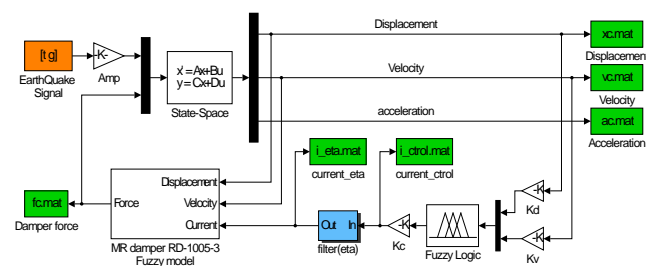 Displacement
[t g]
-K-
xc.mat
EarthQuake
Signal
Amp
x' = Ax+Bu
y = Cx+Du
State-Space
Displacemen
Velocity
vc.mat
Velocity
acceleration
ac.mat
Acceleration
i_eta.mat
current_eta
i_ctrol.mat
current_ctrol
fc.mat
Damper force
Force
Displacement
Velocity
Current
MR damper RD-1005-3
Fuzzy model
Out In
filter(eta)
-K
Kc
Fuzzy Logic
-K
Kd
-K
Kv